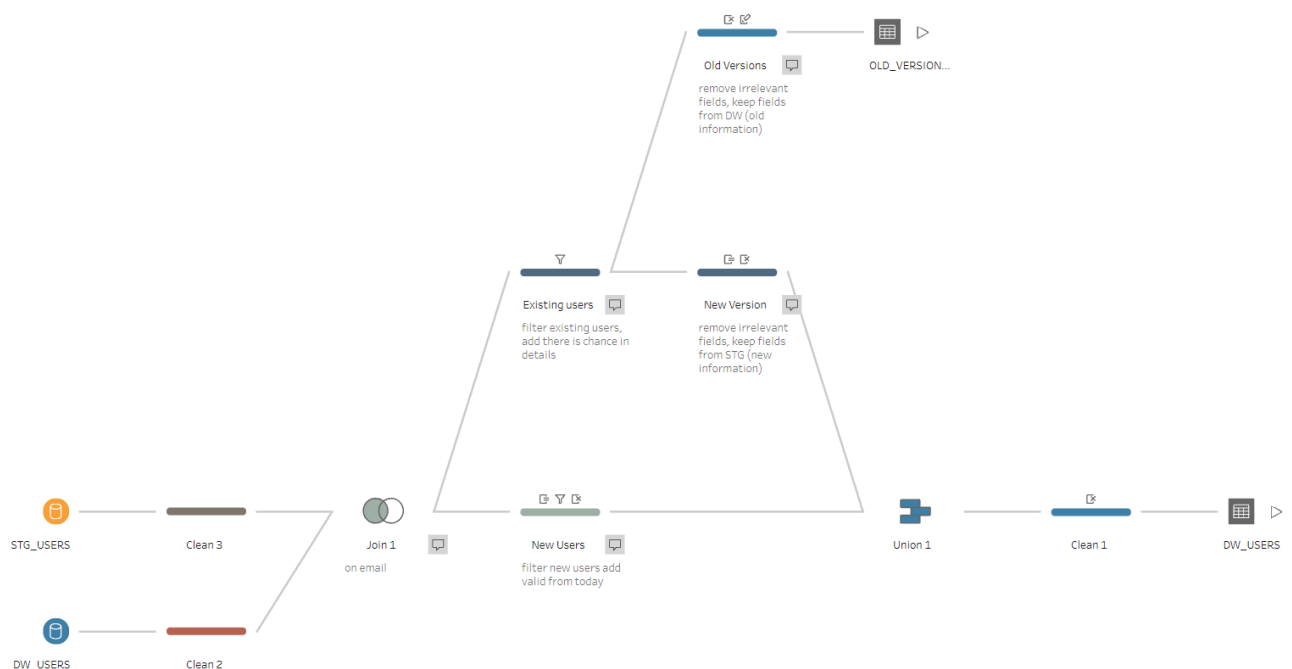 Old Versions
OLD_VERSION...
remove irrelevant
fields, keep fields
from DW (old
information)
Existing users
New Version
filter existing users,
add there is chance in
details
remove irrelevant
fields, keep fields
from STG (new
information)
STG_USERS
Clean 3
Join 1
New Users
Union 1
Clean 1
DW_USERS
on email
filter new users add
valid from today
DW_USERS
Clean 2